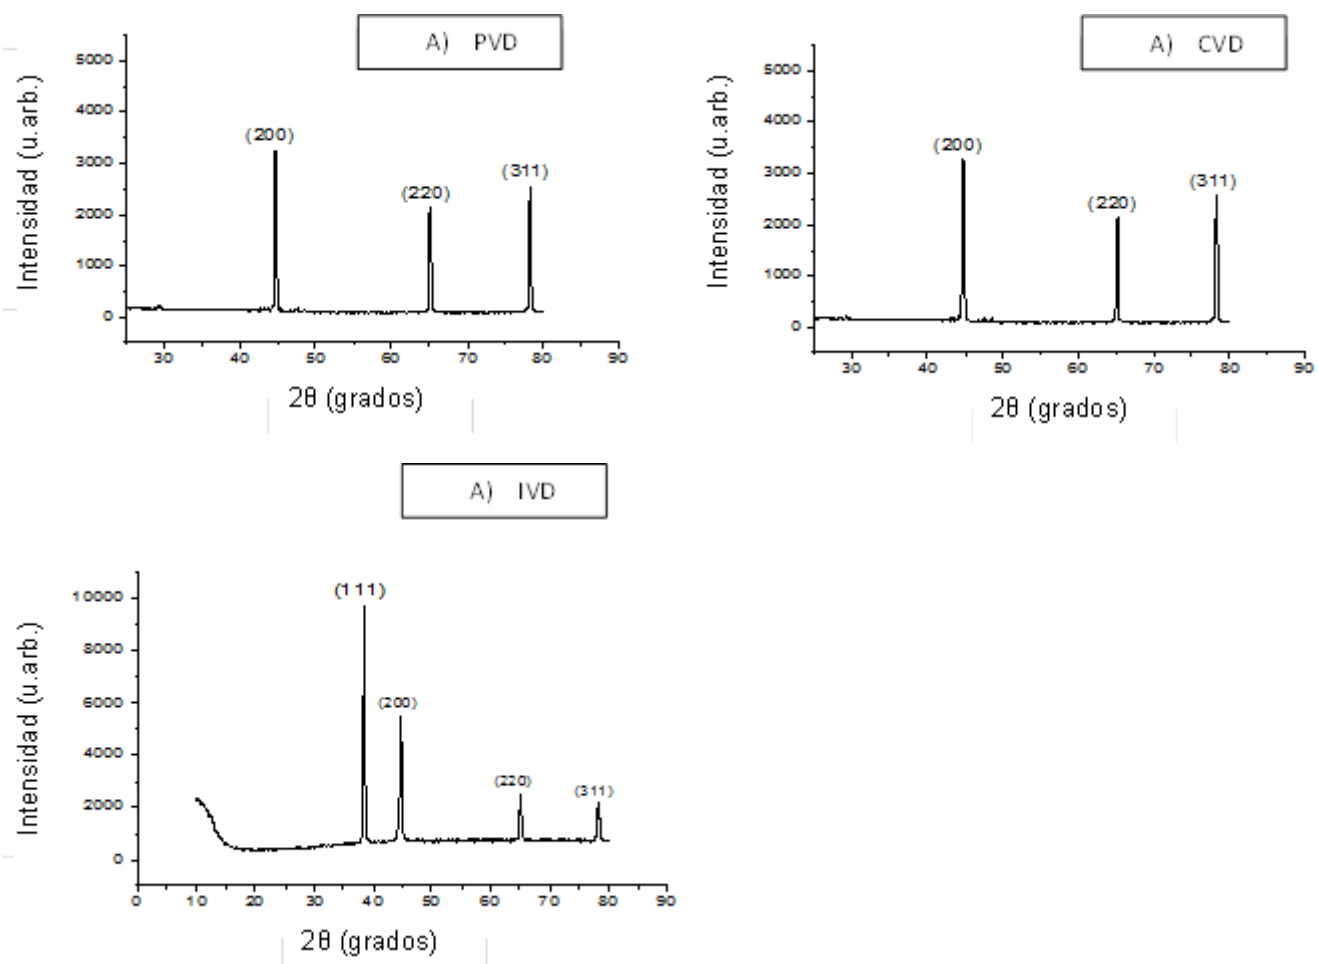 A) PVD
Intensidad (u.arb.)
5000
4000
3000
2000
1000
0
(200)
(220)
(311)
30 40 50 60 70 80 90
2θ (grados)
A) CVD
Intensidad (u.arb.)
5000
4000
3000
2000
1000
0
(200)
(220)
(311)
30 40 50 60 70 80 90
2θ (grados)
A) IVD
Intensidad (u.arb.)
10000
8000
6000
4000
2000
0
(111)
(200)
(220)
(311)
0 10 20 30 40 50 60 70 80 90
2θ (grados)